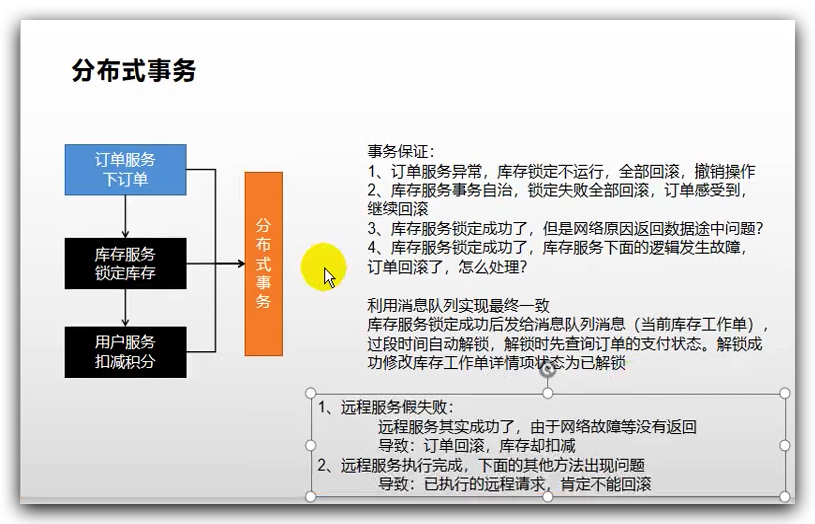 分布式事务
订单服务
下订单
库存服务
锁定库存
用户服务
扣减积分
分布式事务
事务保证：
1、订单服务异常，库存锁定不运行，全部回滚，撤销操作
2、库存服务事务自治，锁定失败全部回滚，订单感受到，
继续回滚
3、库存服务锁定成功了，但是网络原因返回数据途中问题？
4、库存服务锁定成功了，库存服务下面的逻辑发生故障，
订单回滚了，怎么处理？
利用消息队列实现最终一致
库存服务锁定成功后发给消息队列消息（当前库存工作单），
过段时间自动解锁，解锁时先查询订单的支付状态。解锁成
功修改库存工作单详情项状态为已解锁
1、远程服务假失败：
远程服务其实成功了，由于网络故障等没有返回
导致：订单回滚，库存却扣减
2、远程服务执行完成，下面的其他方法出现问题
导致：已执行的远程请求，肯定不能回滚